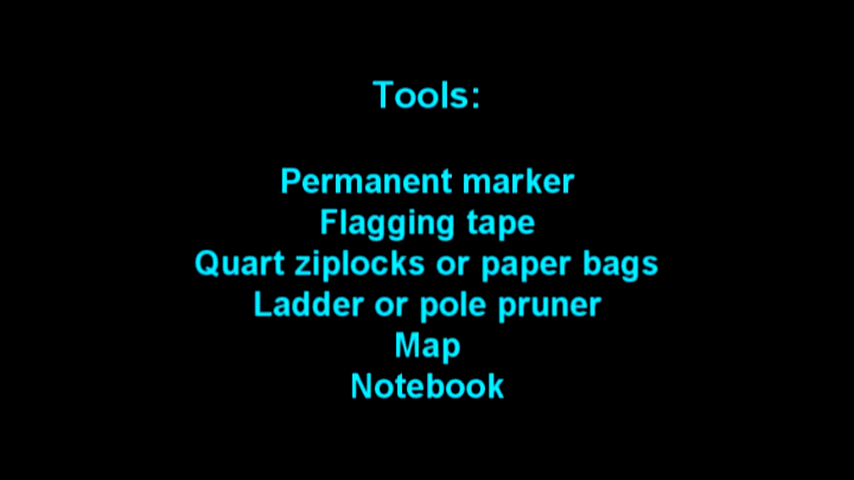 Tools:
Permanent marker
Flagging tape
Quart ziplocks or paper bags
Ladder or pole pruner
Map
Notebook